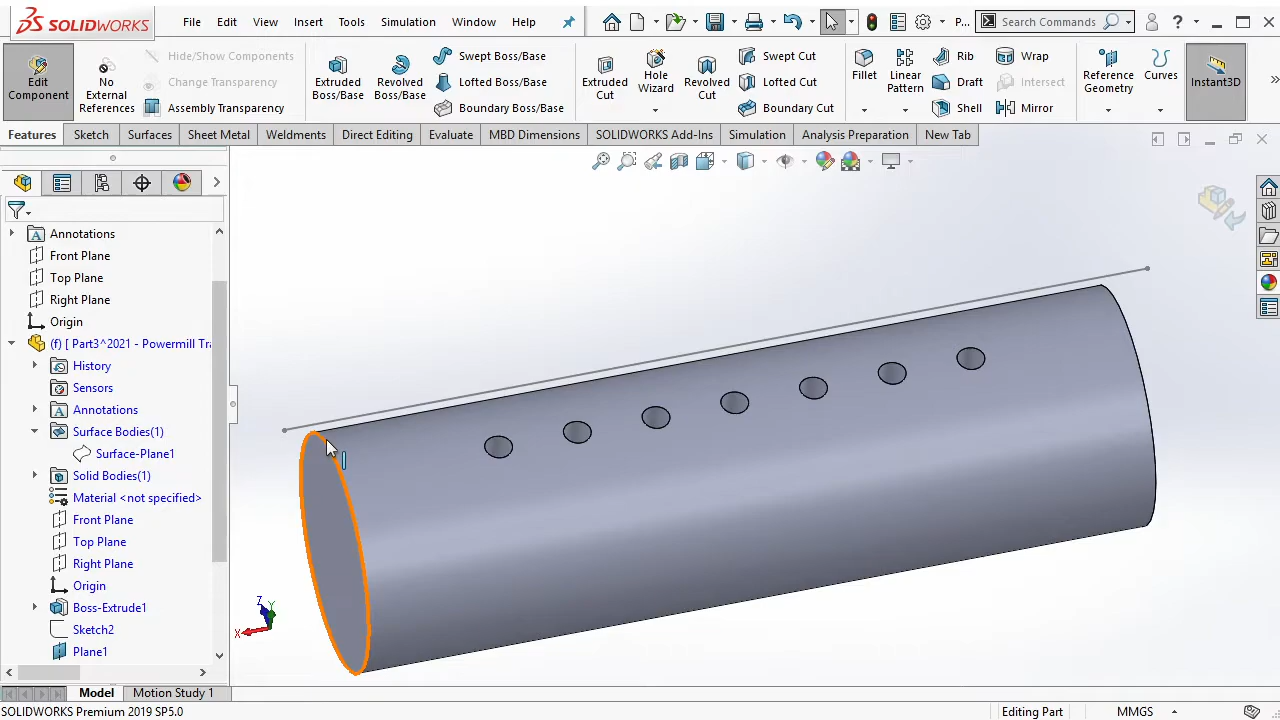 SOLIDWORKS File Edit View Insert Tools Simulation Window Help P... Search Commands ?
Edit Component
No External References
Hide/Show Components
Change Transparency
Assembly Transparency
Extruded Boss/Base
Revolved Boss/Base
Swept Boss/Base
Lofted Boss/Base
Boundary Boss/Base
Extruded Cut
Hole Wizard
Revolved Cut
Swept Cut
Lofted Cut
Boundary Cut
Fillet
Linear Pattern
Rib
Draft
Shell
Wrap
Intersect
Mirror
Reference Geometry
Curves
Instant3D
Features Sketch Surfaces Sheet Metal Weldments Direct Editing Evaluate MBD Dimensions SOLIDWORKS Add-Ins Simulation Analysis Preparation New Tab
Annotations
Front Plane
Top Plane
Right Plane
Origin
(f) [ Part3^2021 - Powermill Tra
History
Sensors
Annotations
Surface Bodies(1)
Surface-Plane1
Solid Bodies(1)
Material <not specified>
Front Plane
Top Plane
Right Plane
Origin
Boss-Extrude1
Sketch2
Plane1
Z Y
X
Model Motion Study 1
SOLIDWORKS Premium 2019 SP5.0 Editing Part MMGS